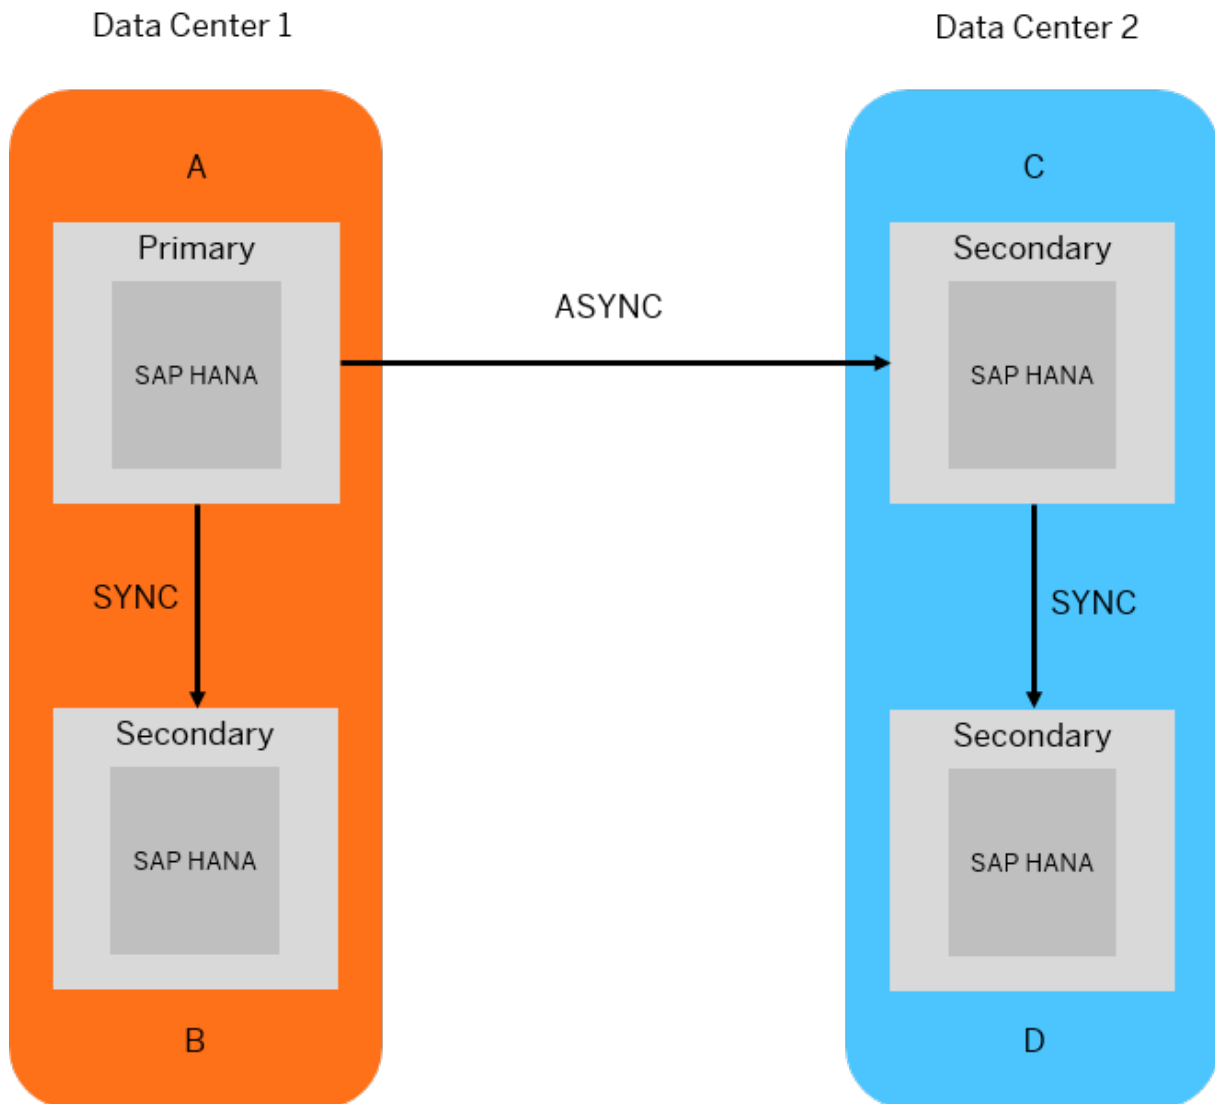 Data Center 1
Data Center 2
A
Primary
SAP HANA
SYNC
Secondary
SAP HANA
B
ASYNC
C
Secondary
SAP HANA
SYNC
Secondary
SAP HANA
D